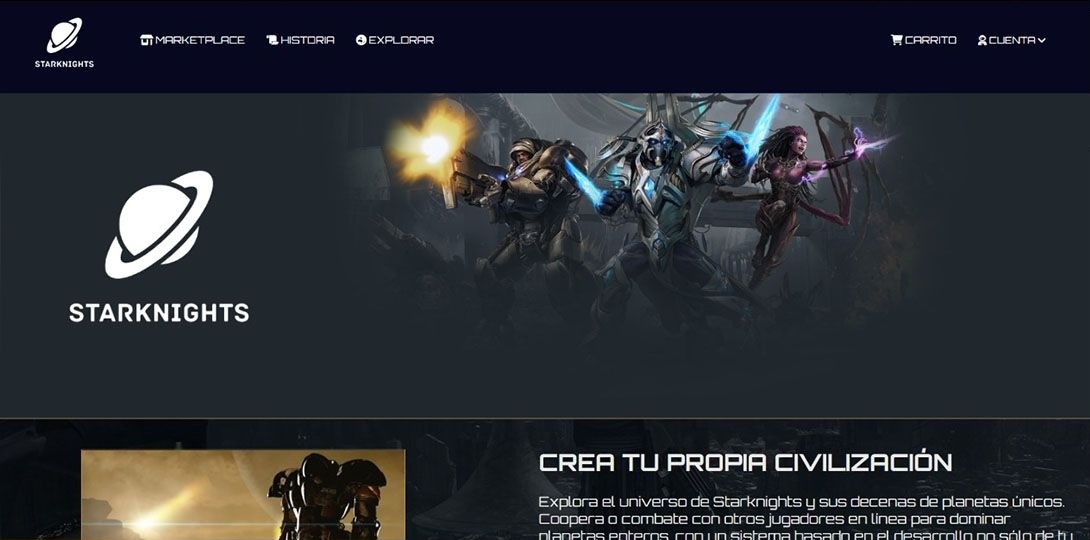 STARKNIGHTS
MARKETPLACE
HISTORIA
EXPLORAR
CARRITO
CUENTA
STARKNIGHTS
CREA TU PROPIA CIVILIZACIÓN
Explora el universo de Starknights y sus decenas de planetas únicos.
Coopera o combate con otros jugadores en línea para dominar
planetas enteros, con un sistema basado en el desarrollo no sólo de tu